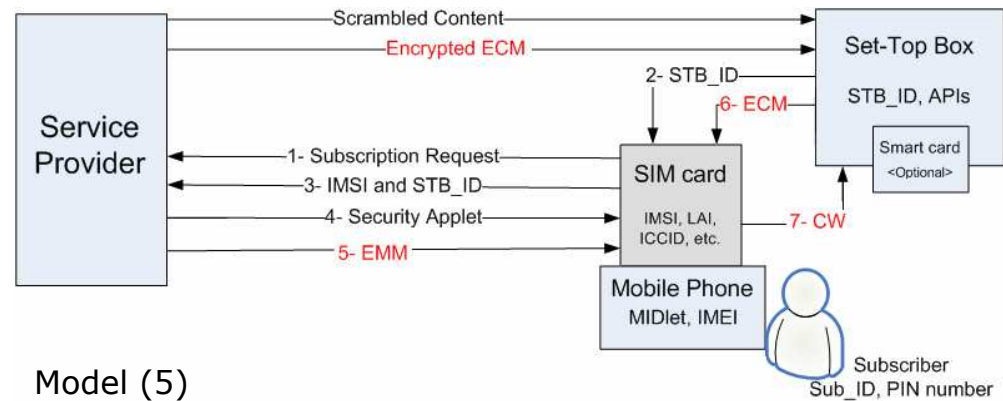 Scrambled Content
Encrypted ECM
Service
Provider
Set-Top Box
STB_ID, APIs
Smart card
<Optional>
2- STB_ID
6- ECM
1- Subscription Request
3- IMSI and STB_ID
4- Security Applet
5- EMM
SIM card
IMSI, LAI,
ICCID, etc.
7- CW
Mobile Phone
MIDlet, IMEI
Subscriber
Sub_ID, PIN number
Model (5)